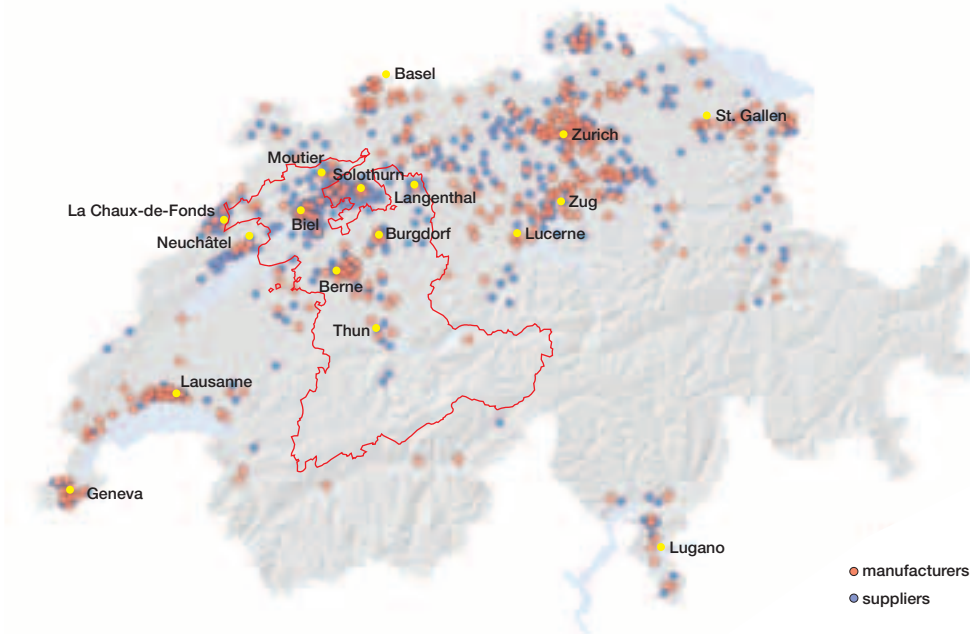 Basel
St. Gallen
Zurich
Moutier
Solothurn
Langenthal
Zug
La Chaux-de-Fonds
Biel
Neuchâtel
Burgdorf
Lucerne
Berne
Thun
Lausanne
Geneva
Lugano
manufacturers
suppliers